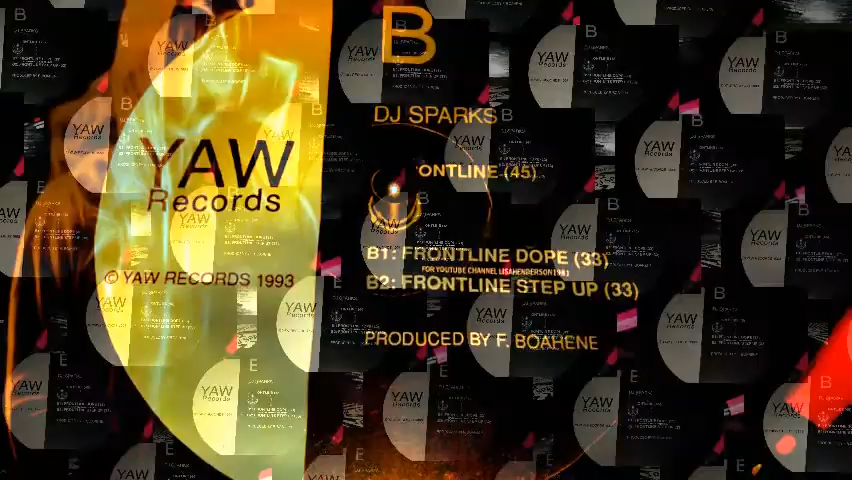 B
DJ SPARKS
YAW
Records
ONTLINE (45)
B1: FRONTLINE DOPE (33)
FOR YOUTUBE CHANNEL LISAHENDERSON1981
© YAW RECORDS 1993
B2: FRONTLINE STEP UP (33)
PRODUCED BY F. BOAHENE